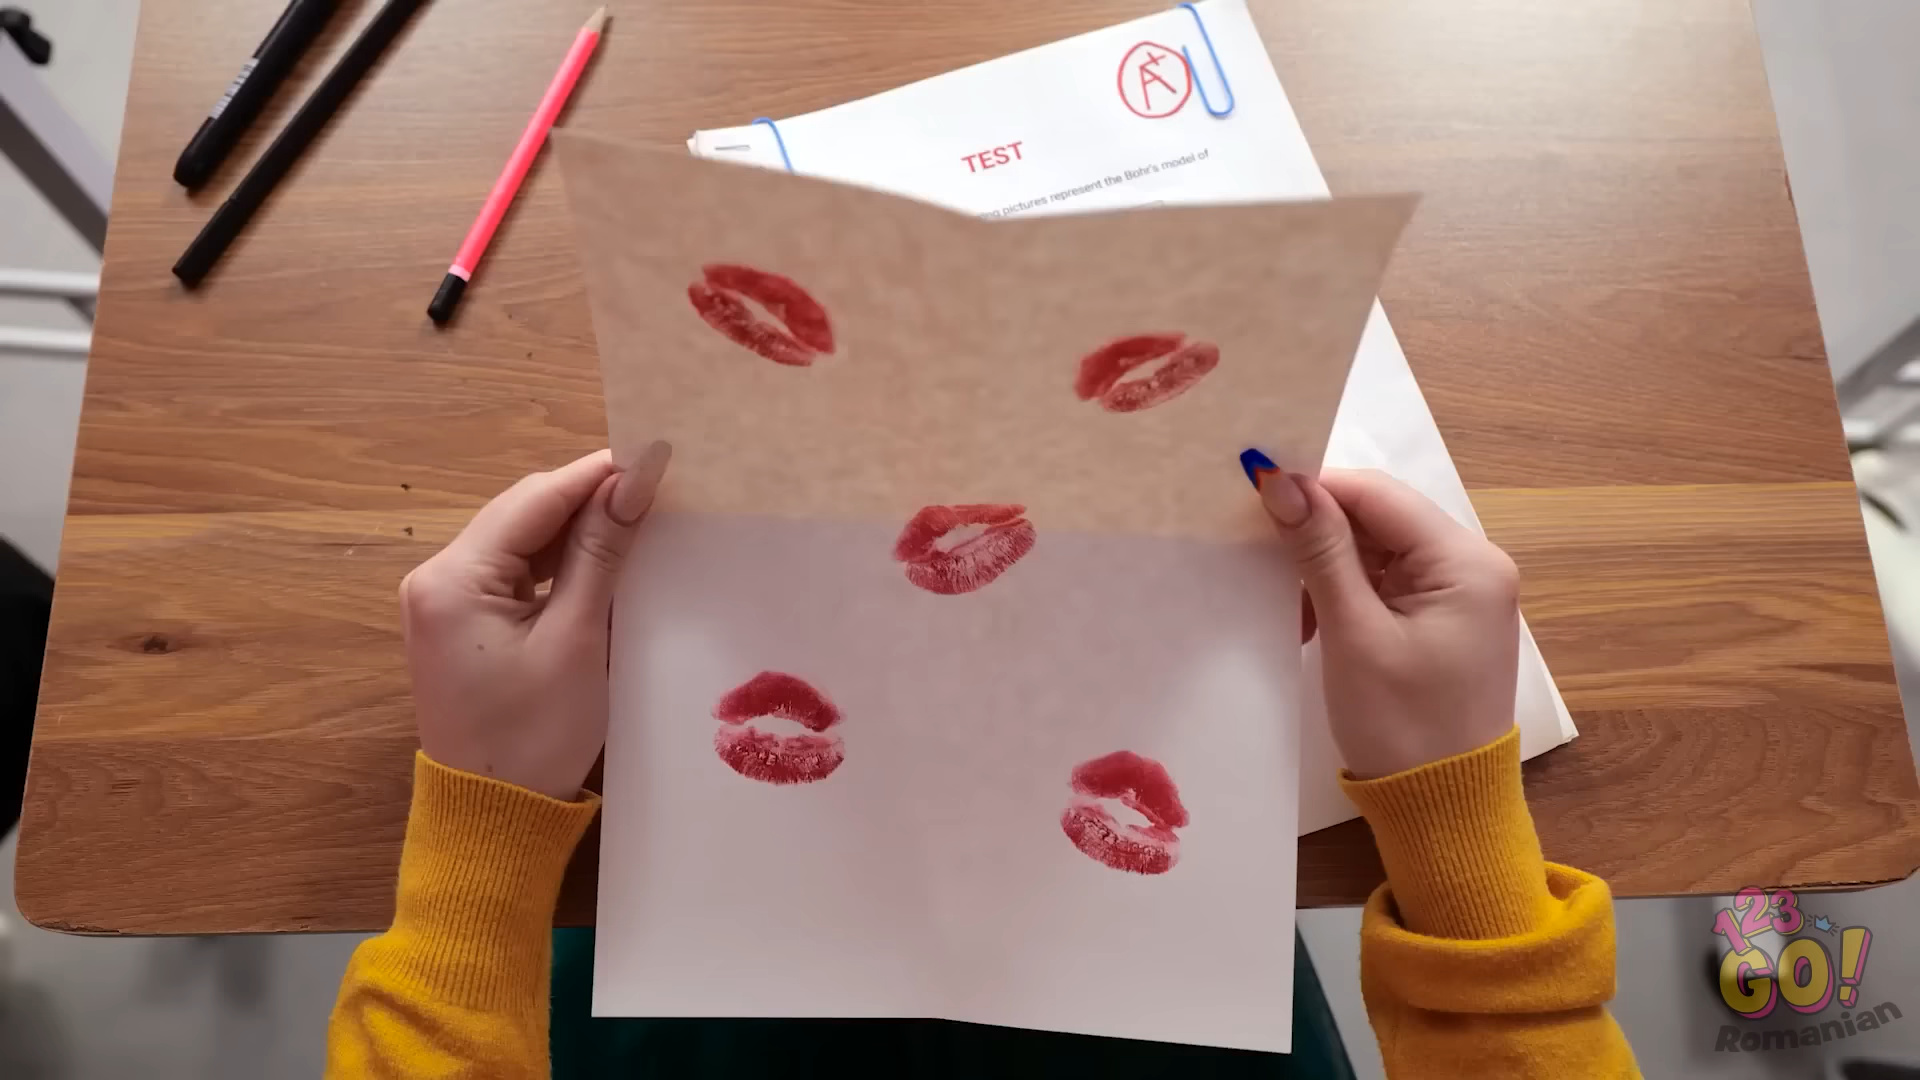 A+
TEST
pictures represent the Bohr's model of
123
GO!
Romanian